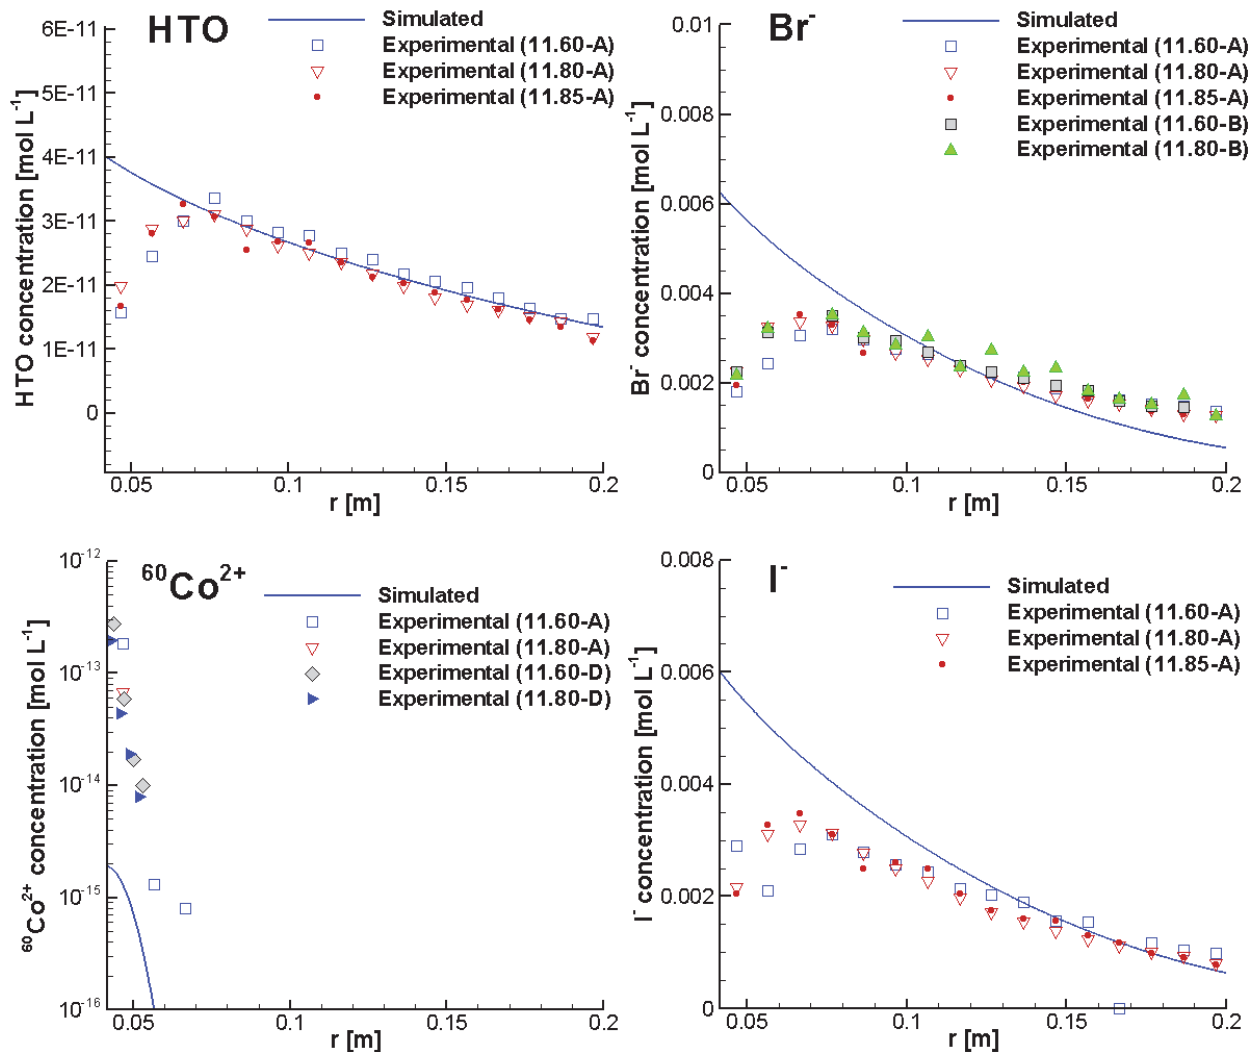 HTO
Simulated
Experimental (11.60-A)
Experimental (11.80-A)
Experimental (11.85-A)
6E-11
5E-11
4E-11
3E-11
2E-11
1E-11
0
HTO concentration [mol L⁻¹]
0.05
0.1
0.15
0.2
r [m]
Br⁻
Simulated
Experimental (11.60-A)
Experimental (11.80-A)
Experimental (11.85-A)
Experimental (11.60-B)
Experimental (11.80-B)
0.01
0.008
0.006
0.004
0.002
0
Br⁻ concentration [mol L⁻¹]
0.05
0.1
0.15
0.2
r [m]
⁶⁰Co²⁺
Simulated
Experimental (11.60-A)
Experimental (11.80-A)
Experimental (11.60-D)
Experimental (11.80-D)
10⁻¹²
10⁻¹³
10⁻¹⁴
10⁻¹⁵
10⁻¹⁶
⁶⁰Co²⁺ concentration [mol L⁻¹]
0.05
0.1
0.15
0.2
r [m]
I⁻
Simulated
Experimental (11.60-A)
Experimental (11.80-A)
Experimental (11.85-A)
0.008
0.006
0.004
0.002
0
I⁻ concentration [mol L⁻¹]
0.05
0.1
0.15
0.2
r [m]